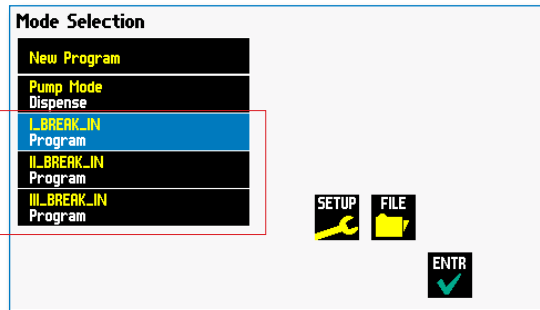 Mode Selection
New Program
Pump Mode
Dispense
I_BREAK_IN
Program
II_BREAK_IN
Program
III_BREAK_IN
Program
SETUP
FILE
ENTR